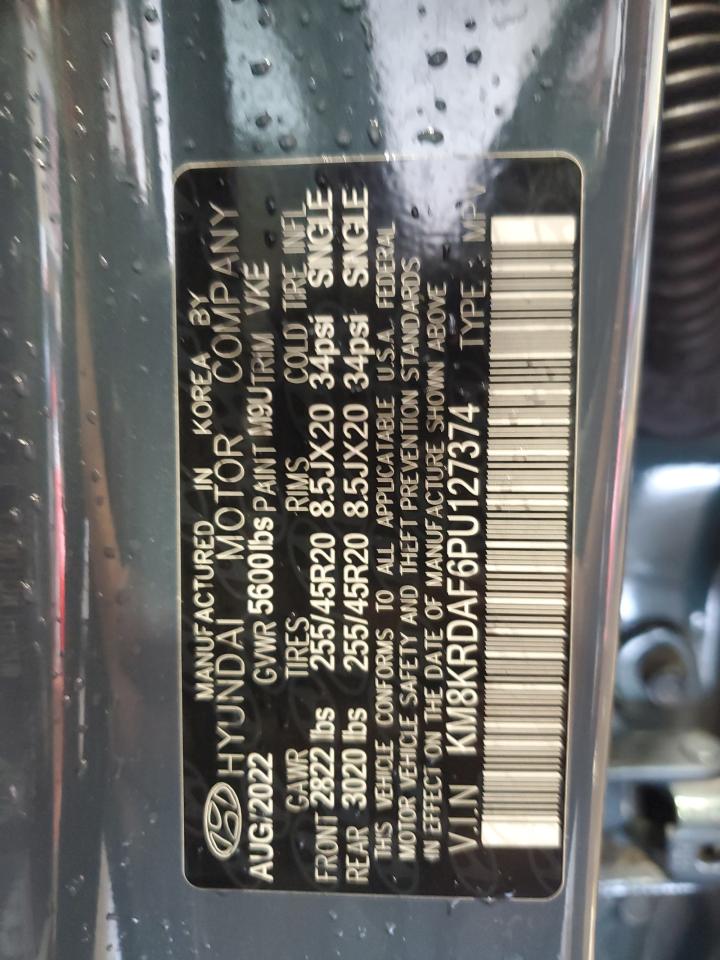 MANUFACTURED IN KOREA BY
HYUNDAI MOTOR COMPANY
AUG/2022 GVWR 5600lbs PAINT M9U TRIM VKE
GAWR TIRES RIMS COLD TIRE INFL
FRONT 2822 lbs 255/45R20 8.5JX20 34psi SINGLE
REAR 3020 lbs 255/45R20 8.5JX20 34psi SINGLE
THIS VEHICLE CONFORMS TO ALL APPLICATABLE U.S.A. FEDERAL
MOTOR VEHICLE SAFETY AND THEFT PREVENTION STANDARDS
IN EFFECT ON THE DATE OF MANUFACTURE SHOWN ABOVE
V.I.N KM8KRDAF6PU127374 TYPE : MPV